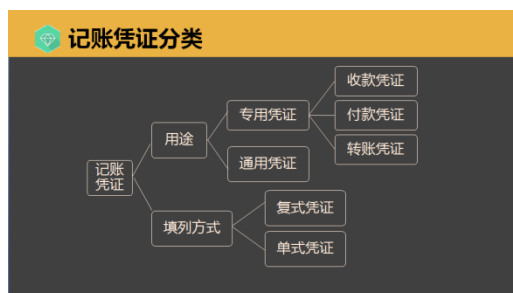 记账凭证分类
收款凭证
专用凭证
付款凭证
用途
转账凭证
通用凭证
记账
凭证
复式凭证
填列方式
单式凭证